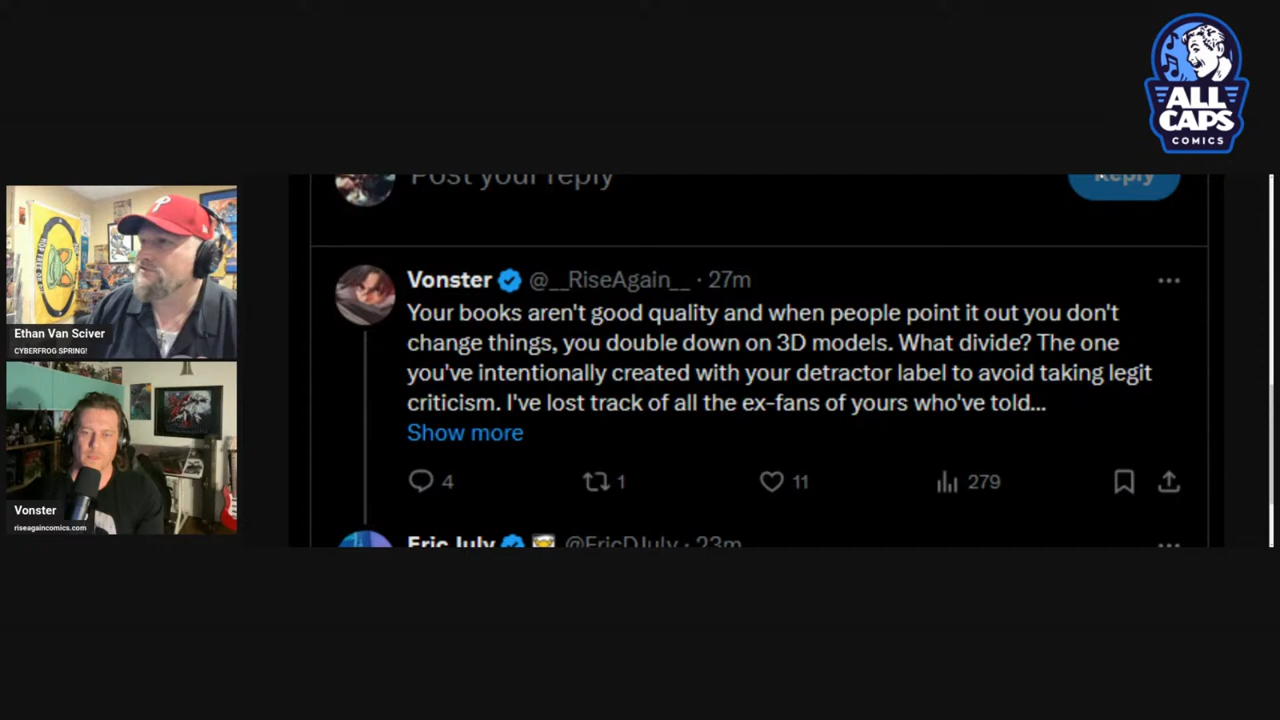 ALL
CAPS
COMICS
Post your reply
Reply
Ethan Van Sciver
CYBERFROG SPRING!
Vonster @__RiseAgain__ · 27m
Your books aren't good quality and when people point it out you don't
change things, you double down on 3D models. What divide? The one
you've intentionally created with your detractor label to avoid taking legit
criticism. I've lost track of all the ex-fans of yours who've told...
Show more
4
1
11
279
Vonster
riseagaincomics.com
Eric July @EricDJuly · 23m